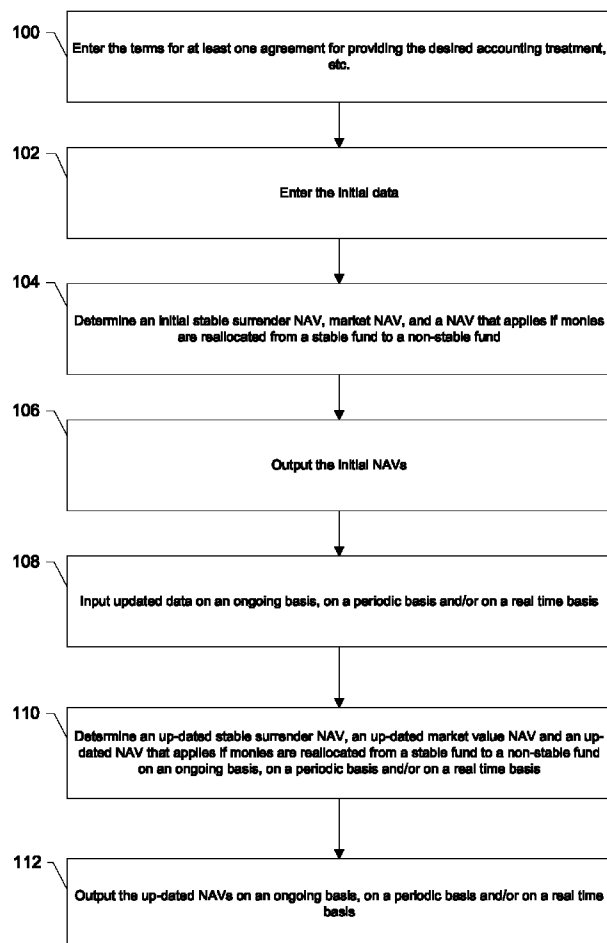 100
Enter the terms for at least one agreement for providing the desired accounting treatment,
etc.
102
Enter the initial data
104
Determine an initial stable surrender NAV, market NAV, and a NAV that applies if monies
are reallocated from a stable fund to a non-stable fund
106
Output the initial NAVs
108
Input updated data on an ongoing basis, on a periodic basis and/or on a real time basis
110
Determine an up-dated stable surrender NAV, an up-dated market value NAV and an up-
dated NAV that applies if monies are reallocated from a stable fund to a non-stable fund
on an ongoing basis, on a periodic basis and/or on a real time basis
112
Output the up-dated NAVs on an ongoing basis, on a periodic basis and/or on a real time
basis